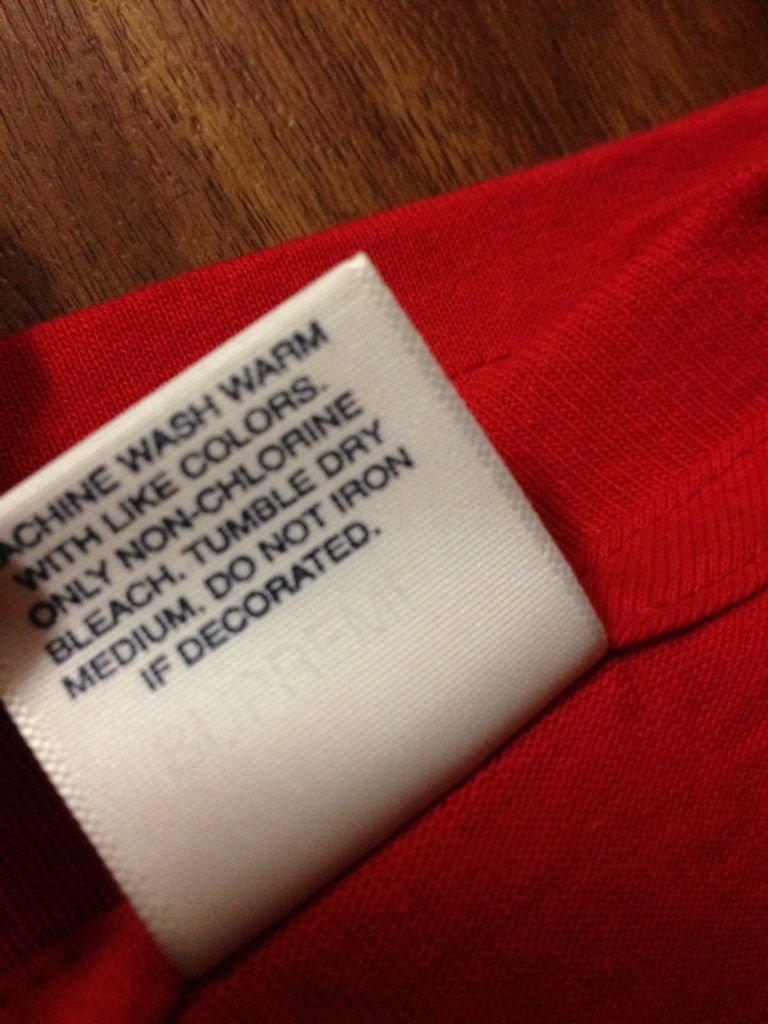 ACHINE WASH WARM
WITH LIKE COLORS.
ONLY NON-CHLORINE
BLEACH. TUMBLE DRY
MEDIUM. DO NOT IRON
IF DECORATED.